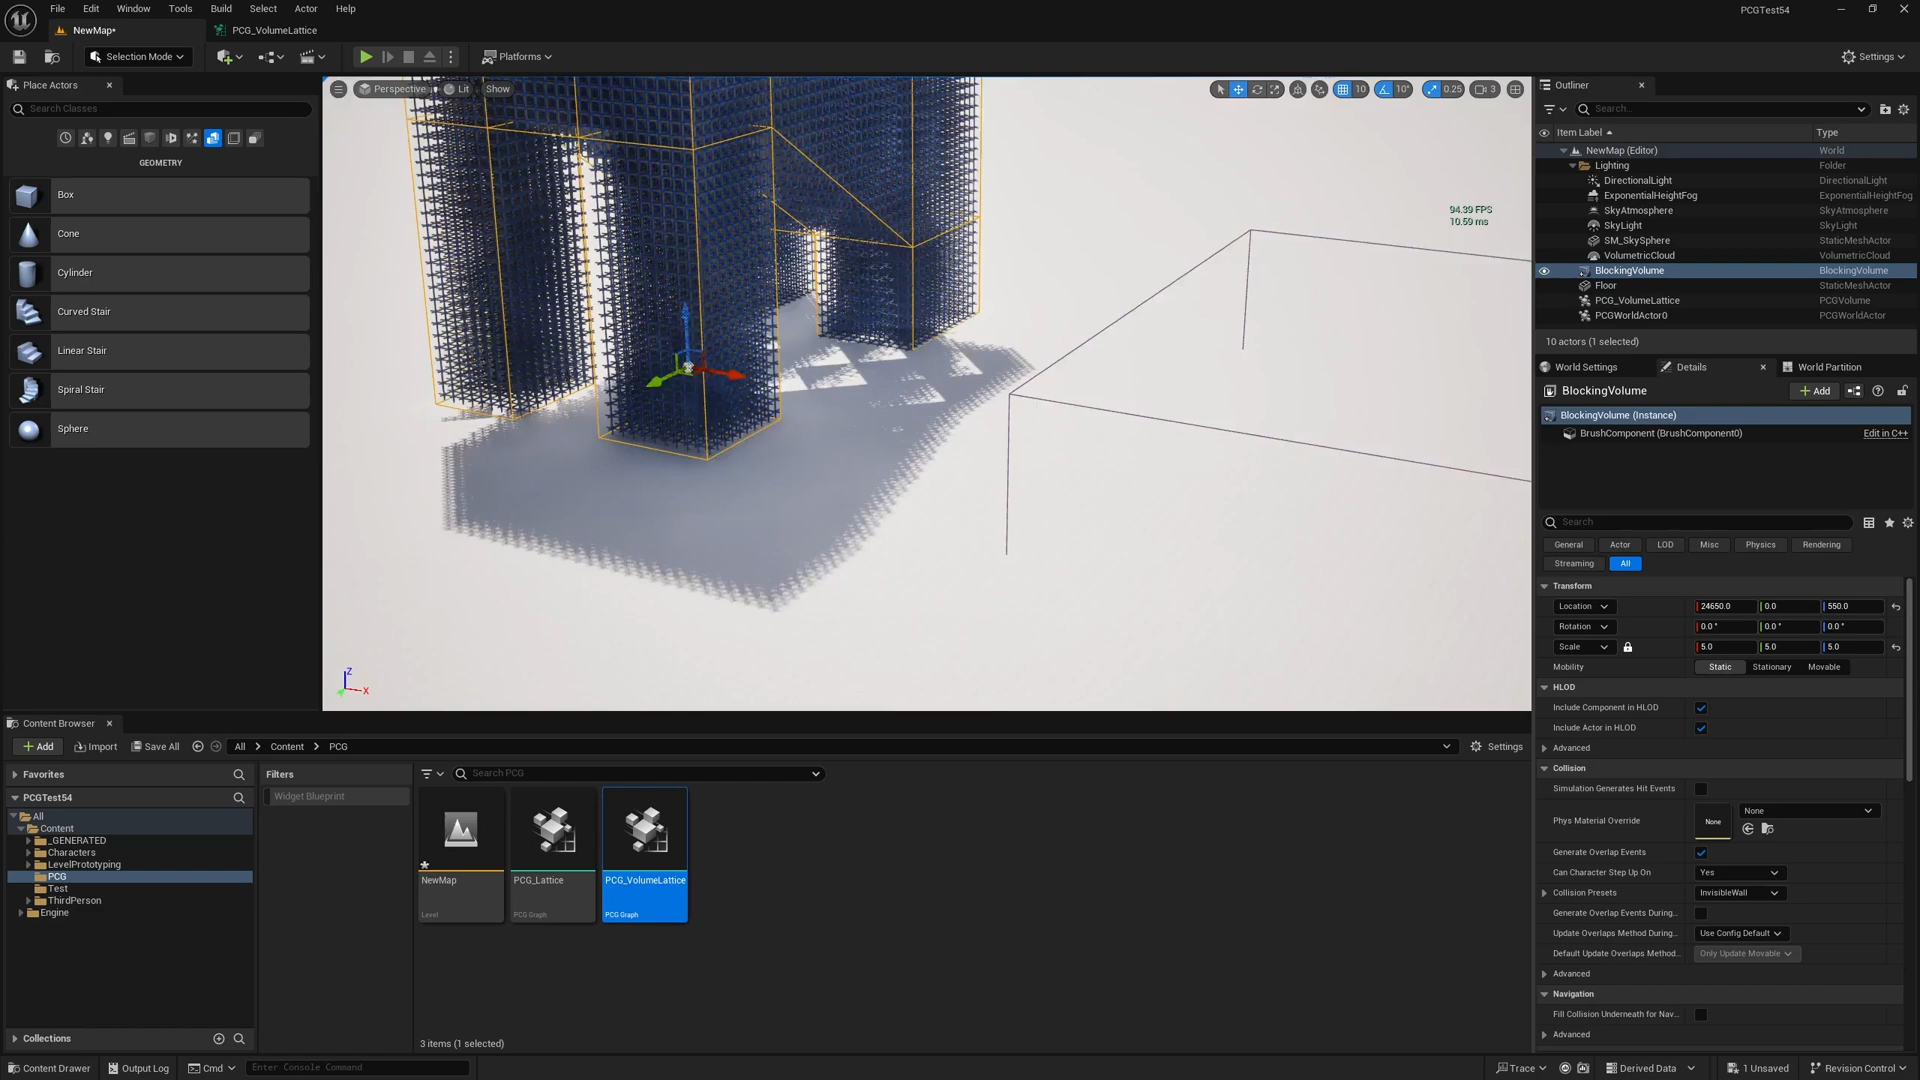 File Edit Window Tools Build Select Actor Help
PCGTest54
NewMap•
PCG_VolumeLattice
Selection Mode
Platforms
Settings
Place Actors
Search Classes
GEOMETRY
Box
Cone
Cylinder
Curved Stair
Linear Stair
Spiral Stair
Sphere
Perspective Lit Show
10 10° 0.25 3
94.39 FPS
10.59 ms
Outliner
Search...
Item Label Type
NewMap (Editor) World
Lighting Folder
DirectionalLight DirectionalLight
ExponentialHeightFog ExponentialHeightFog
SkyAtmosphere SkyAtmosphere
SkyLight SkyLight
SM_SkySphere StaticMeshActor
VolumetricCloud VolumetricCloud
BlockingVolume BlockingVolume
Floor StaticMeshActor
PCG_VolumeLattice PCGVolume
PCGWorldActor0 PCGWorldActor
10 actors (1 selected)
World Settings Details World Partition
BlockingVolume
Add
BlockingVolume (Instance)
BrushComponent (BrushComponent0) Edit in C++
Search
General Actor LOD Misc Physics Rendering
Streaming All
Transform
Location 24650.0 0.0 550.0
Rotation 0.0 ° 0.0 ° 0.0 °
Scale 5.0 5.0 5.0
Mobility Static Stationary Movable
HLOD
Include Component in HLOD
Include Actor in HLOD
Advanced
Collision
Simulation Generates Hit Events
Phys Material Override None None
Generate Overlap Events
Can Character Step Up On Yes
Collision Presets InvisibleWall
Generate Overlap Events During...
Update Overlaps Method During... Use Config Default
Default Update Overlaps Method... Only Update Movable
Advanced
Navigation
Fill Collision Underneath for Nav...
Advanced
Z
X
Content Browser
Add Import Save All All Content PCG Settings
Favorites
PCGTest54
All
Content
_GENERATED
Characters
LevelPrototyping
PCG
Test
ThirdPerson
Engine
Collections
Filters
Widget Blueprint
Search PCG
NewMap
Level
PCG_Lattice
PCG Graph
PCG_VolumeLattice
PCG Graph
3 items (1 selected)
Content Drawer Output Log Cmd Enter Console Command
Trace Derived Data 1 Unsaved Revision Control